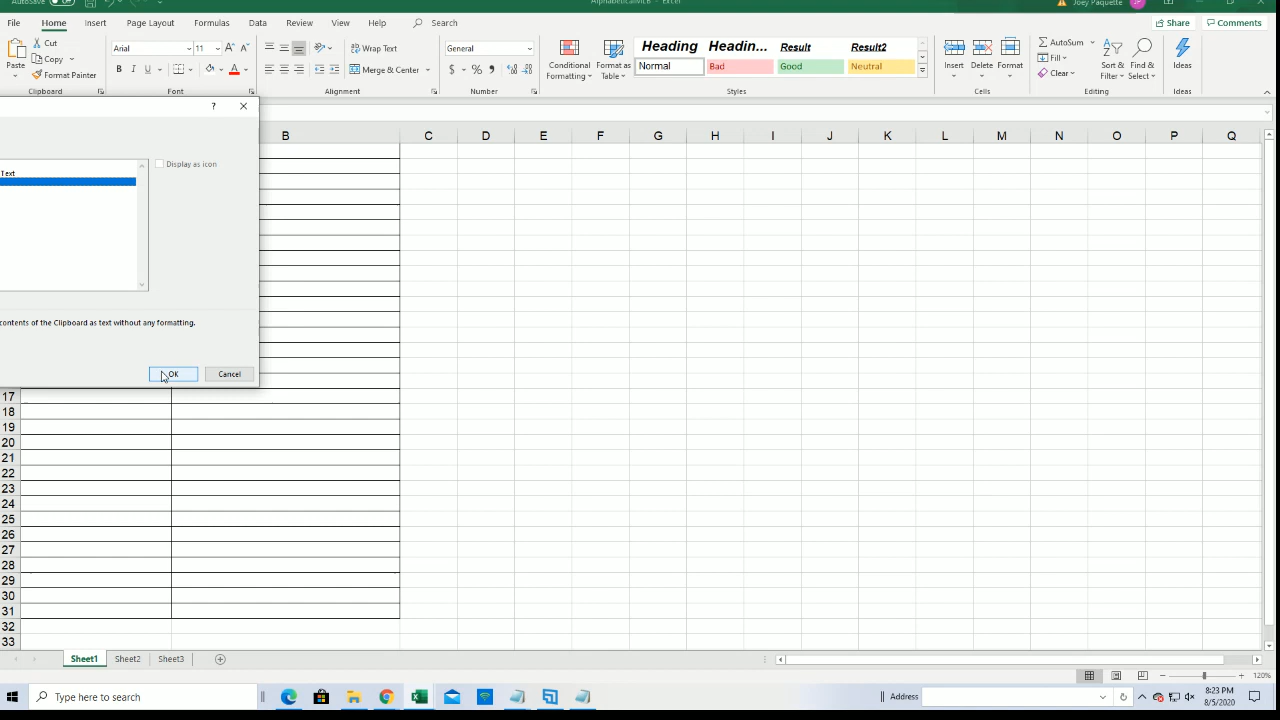 AutoSave AlphabeticalMLB - Excel Joey Paquette
File Home Insert Page Layout Formulas Data Review View Help Search Share Comments
Cut Arial 11 Wrap Text General Heading Headin... Result Result2 AutoSum
Copy Fill
Paste Format Painter B I U A Merge & Center $ % Conditional Formatting Format as Table Normal Bad Good Neutral Insert Delete Format Clear Sort & Filter Find & Select Ideas
Clipboard Font Alignment Number Styles Cells Editing Ideas
? ×
B C D E F G H I J K L M N O P Q
Display as icon
Text
contents of the Clipboard as text without any formatting.
OK Cancel
17
18
19
20
21
22
23
24
25
26
27
28
29
30
31
32
33
Sheet1 Sheet2 Sheet3
120%
Type here to search Address 8:23 PM
8/5/2020